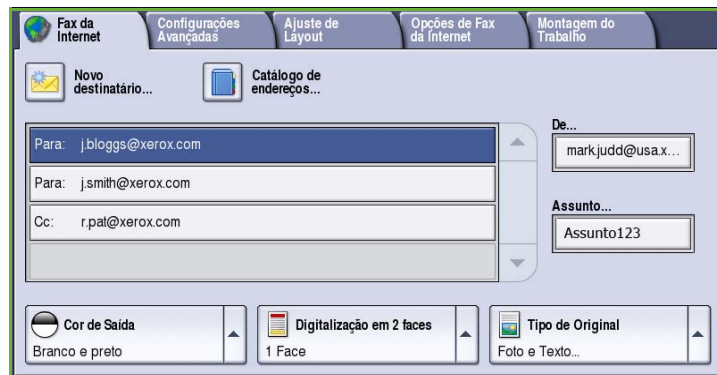 Fax da Internet
Configurações Avançadas
Ajuste de Layout
Opções de Fax da Internet
Montagem do Trabalho
Novo destinatário...
Catálogo de endereços...
Para: j.bloggs@xerox.com
Para: j.smith@xerox.com
Cc: r.pat@xerox.com
De...
mark.judd@usa.x...
Assunto...
Assunto123
Cor de Saída
Branco e preto
Digitalização em 2 faces
1 Face
Tipo de Original
Foto e Texto...